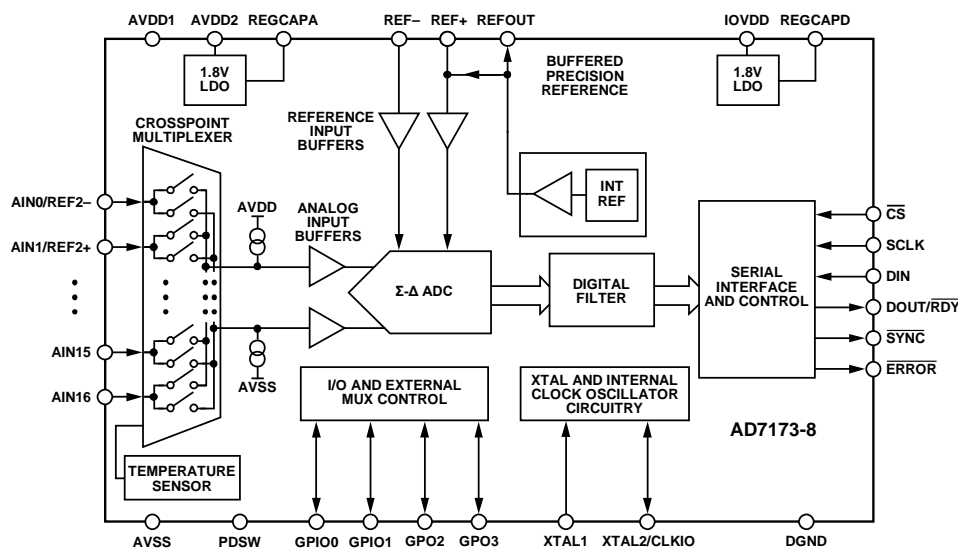 AVDD1 AVDD2 REGCAPA REF– REF+ REFOUT IOVDD REGCAPD
1.8V
LDO
BUFFERED
PRECISION
REFERENCE
1.8V
LDO
CROSSPOINT
MULTIPLEXER
REFERENCE
INPUT
BUFFERS
INT
REF
AIN0/REF2–
AIN1/REF2+
AIN15
AIN16
AVDD
ANALOG
INPUT
BUFFERS
AVSS
Σ-Δ ADC
DIGITAL
FILTER
SERIAL
INTERFACE
AND CONTROL
CS
SCLK
DIN
DOUT/RDY
SYNC
ERROR
I/O AND EXTERNAL
MUX CONTROL
XTAL AND INTERNAL
CLOCK OSCILLATOR
CIRCUITRY
AD7173-8
TEMPERATURE
SENSOR
AVSS PDSW GPIO0 GPIO1 GPO2 GPO3 XTAL1 XTAL2/CLKIO DGND